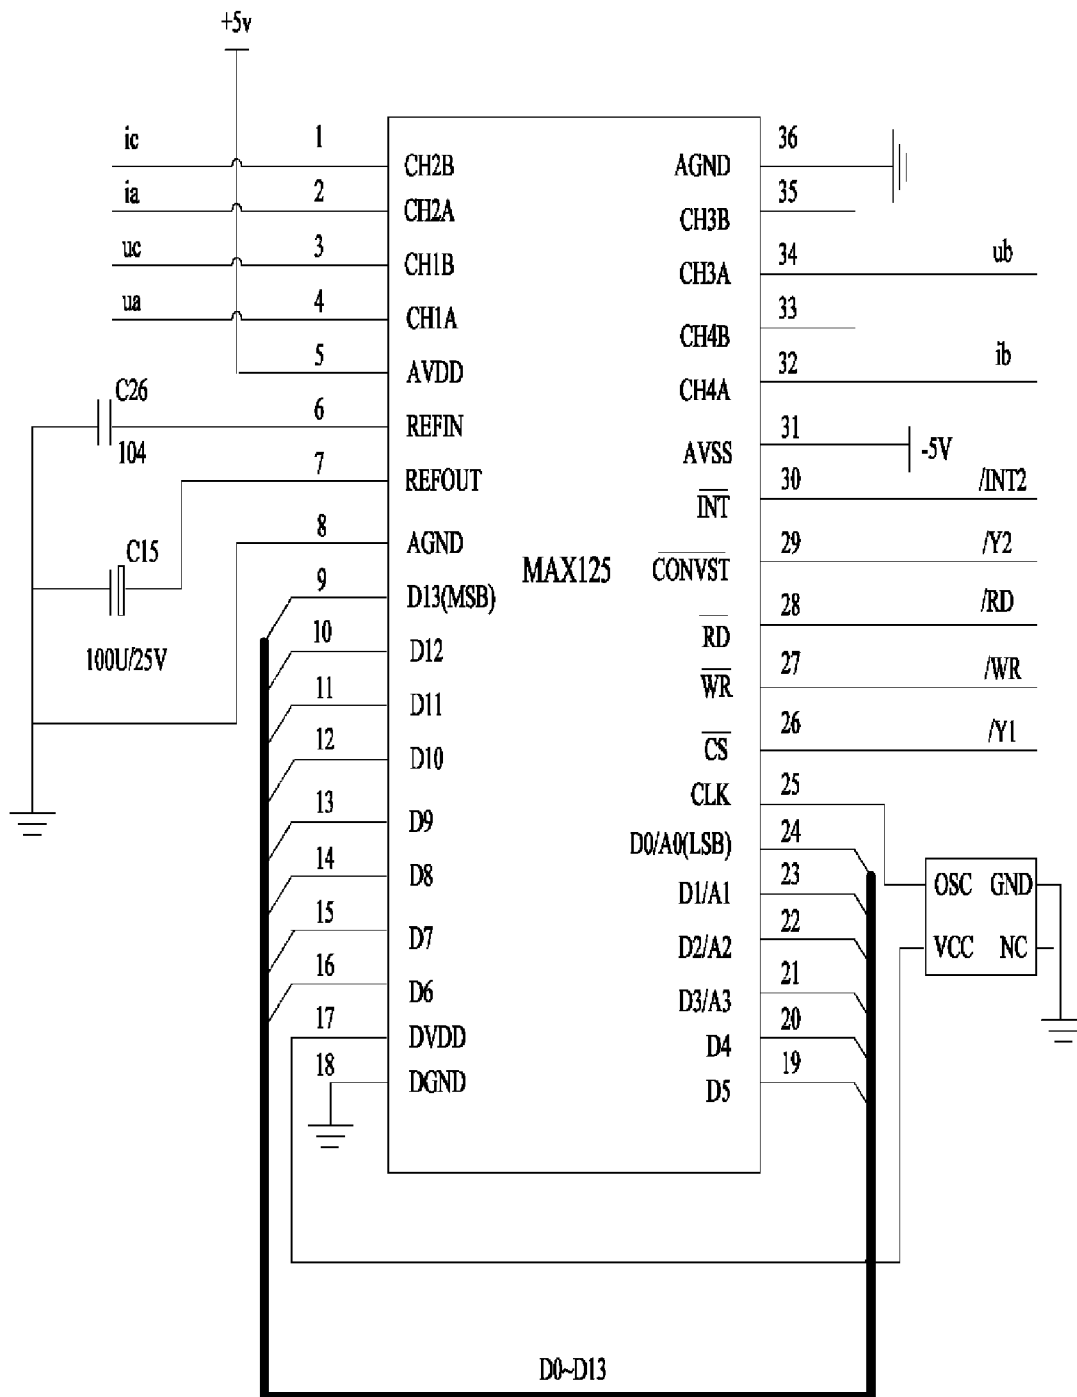 +5v
ic
1
CH2B
ia
2
CH2A
uc
3
CH1B
ua
4
CH1A
5
AVDD
C26
104
6
REFIN
7
REFOUT
8
AGND
C15
100U/25V
9
D13(MSB)
10
D12
11
D11
12
D10
13
D9
14
D8
15
D7
16
D6
17
DVDD
18
DGND
MAX125
36
AGND
35
CH3B
34
CH3A
ub
33
CH4B
32
CH4A
ib
31
AVSS
-5V
30
INT
/INT2
29
CONVST
/Y2
28
RD
/RD
27
WR
/WR
26
CS
/Y1
25
CLK
24
D0/A0(LSB)
23
D1/A1
22
D2/A2
21
D3/A3
20
D4
19
D5
OSC GND
VCC NC
D0~D13